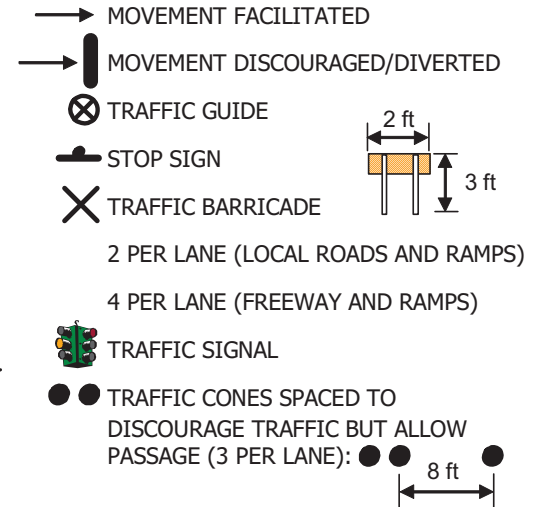 MOVEMENT FACILITATED
MOVEMENT DISCOURAGED/DIVERTED
TRAFFIC GUIDE
2 ft
STOP SIGN
3 ft
TRAFFIC BARRICADE
2 PER LANE (LOCAL ROADS AND RAMPS)
4 PER LANE (FREEWAY AND RAMPS)
TRAFFIC SIGNAL
TRAFFIC CONES SPACED TO
DISCOURAGE TRAFFIC BUT ALLOW
PASSAGE (3 PER LANE):
8 ft